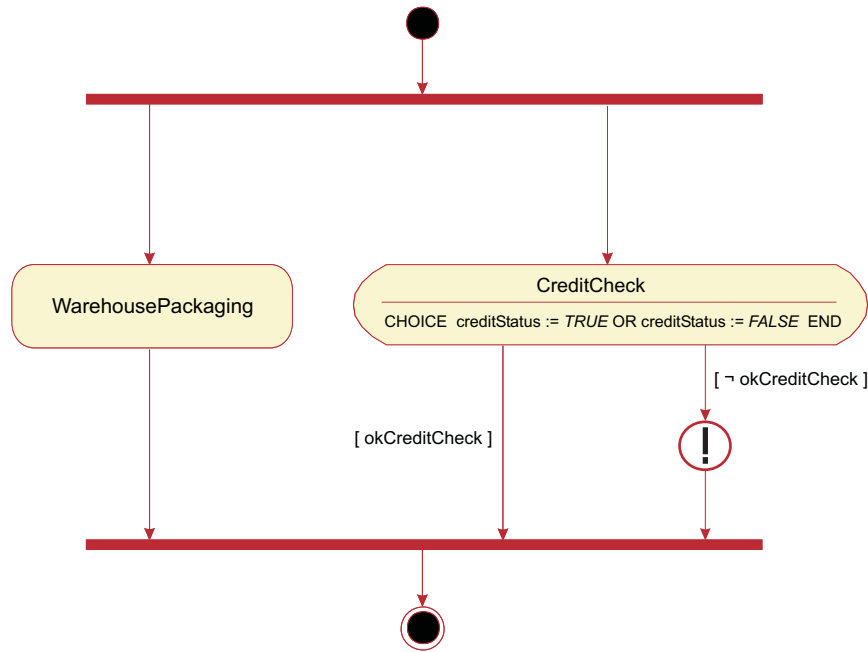 WarehousePackaging
CreditCheck
CHOICE creditStatus := TRUE OR creditStatus := FALSE END
[ ¬ okCreditCheck ]
[ okCreditCheck ]
!